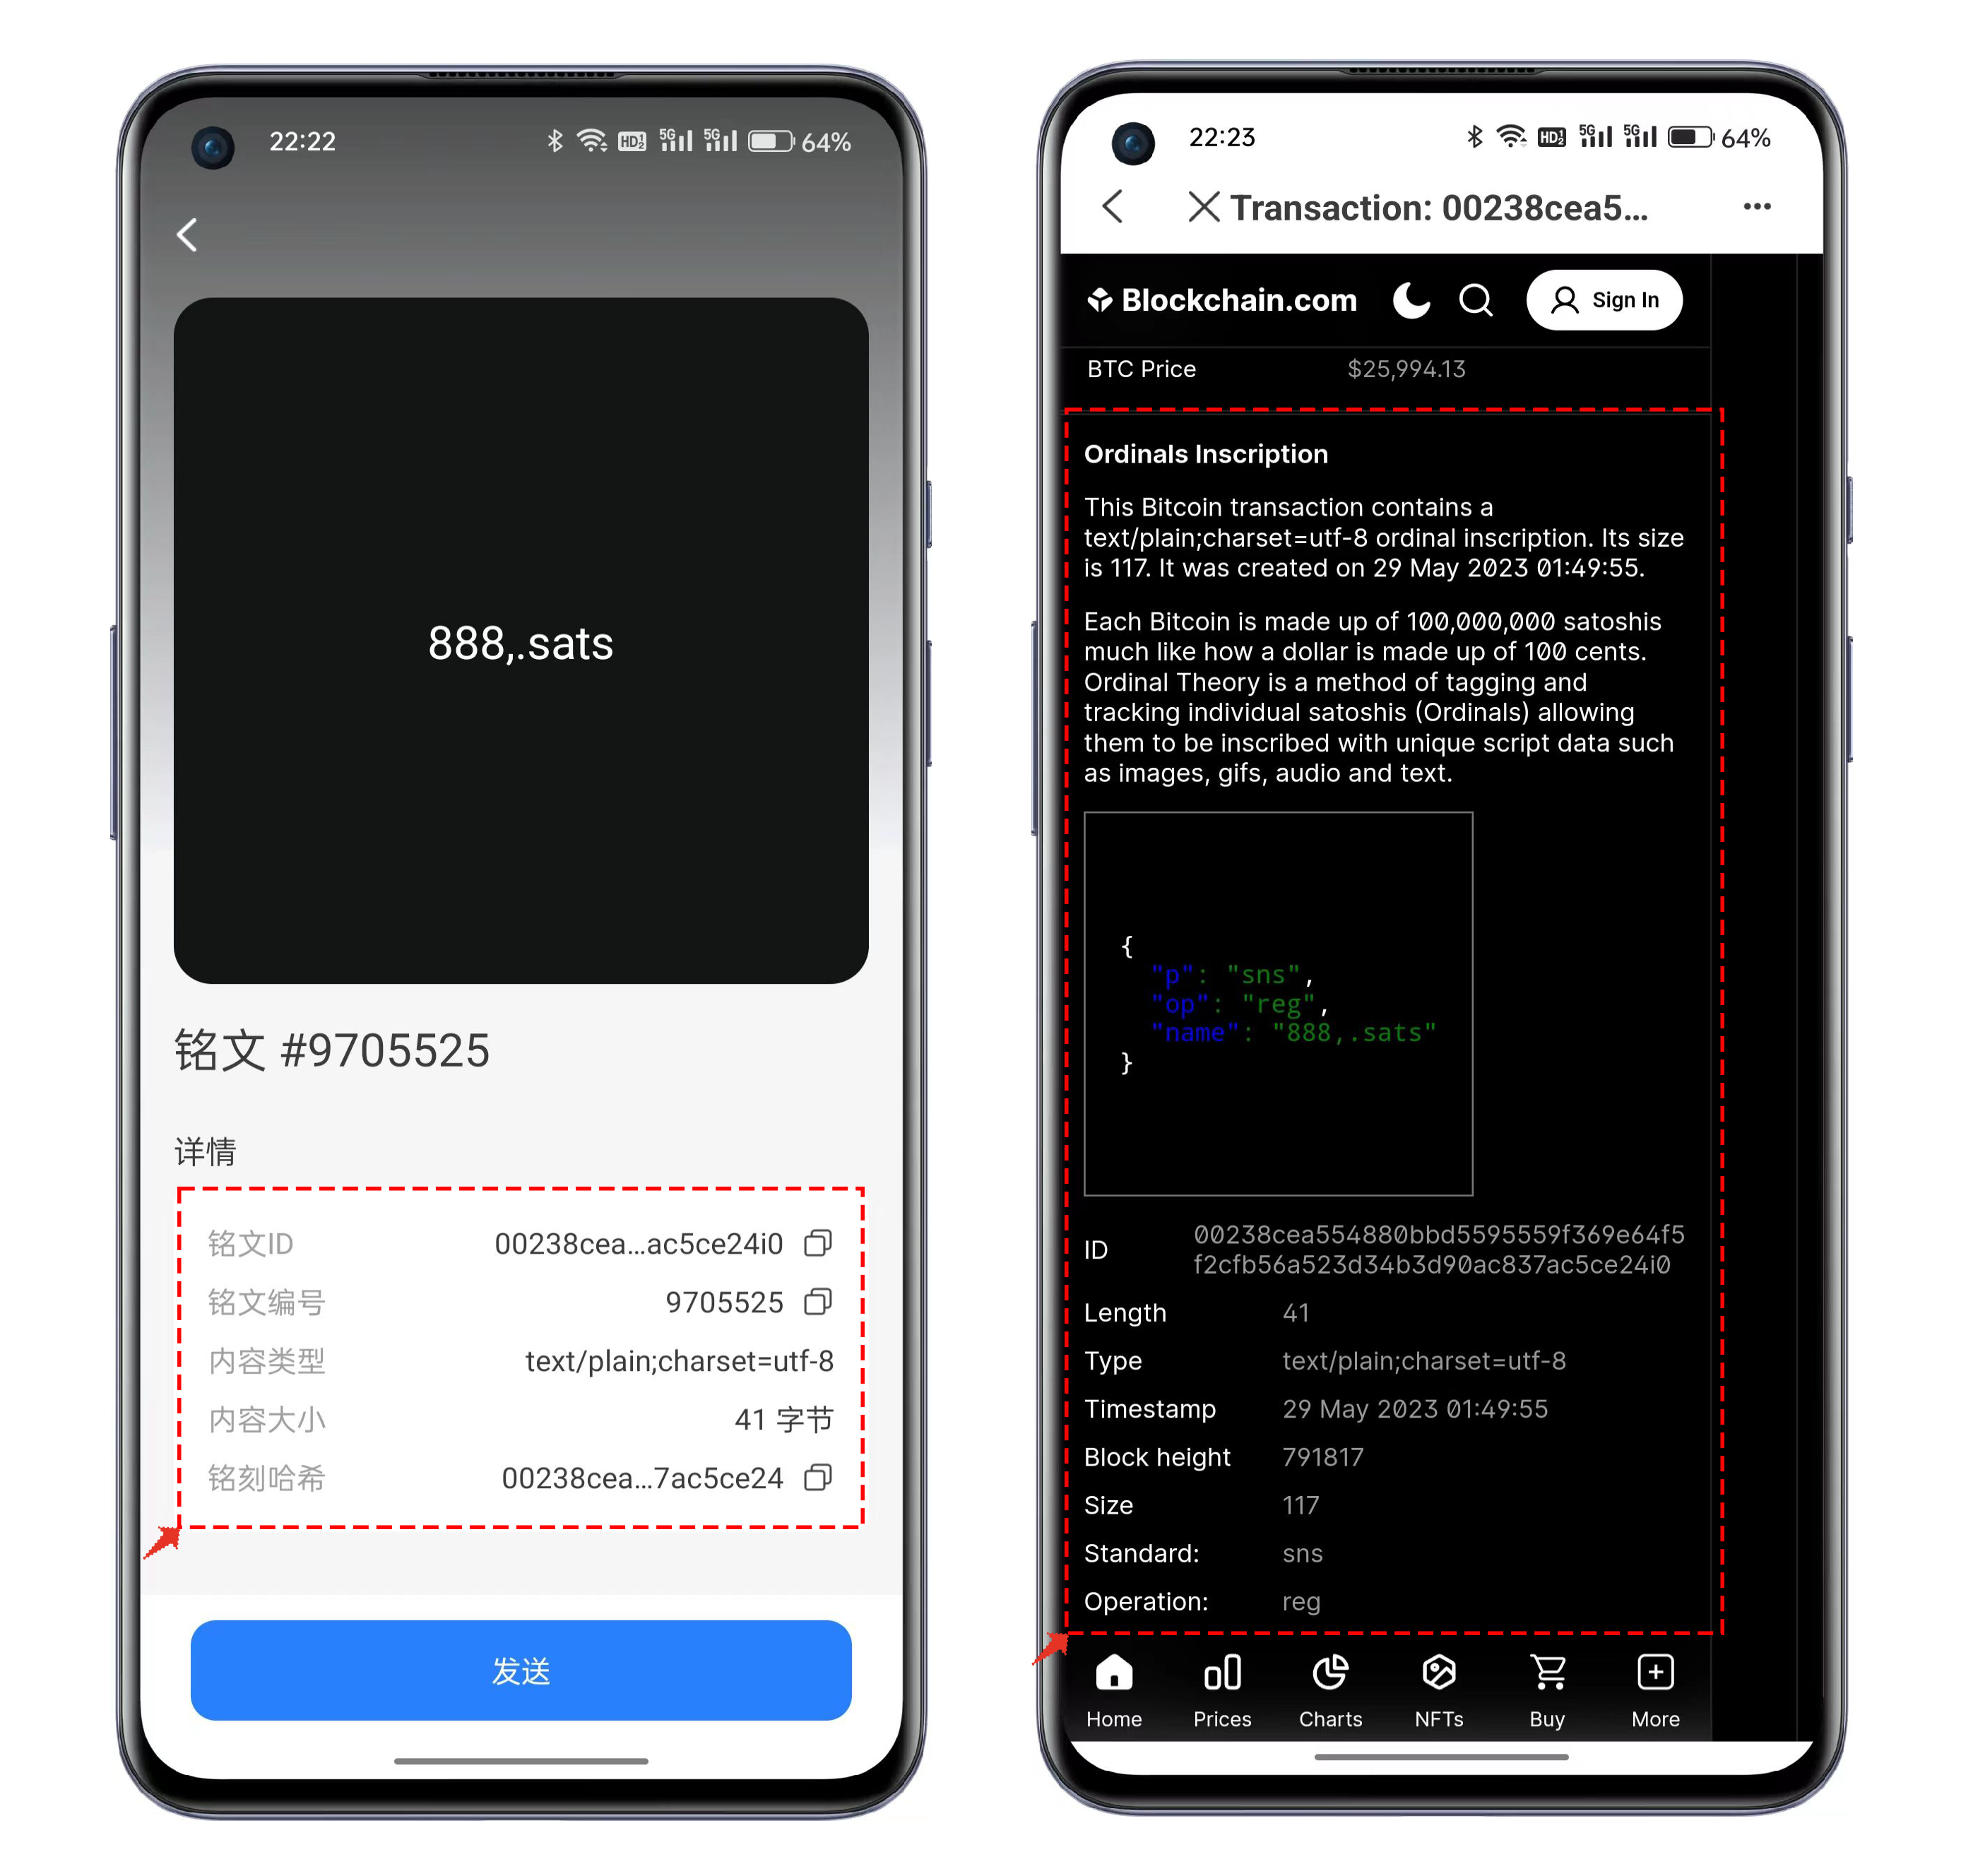 22:22
HD 5G 5G 64%
888,.sats
铭文 #9705525
详情
铭文ID 00238cea...ac5ce24i0
铭文编号 9705525
内容类型 text/plain;charset=utf-8
内容大小 41 字节
铭刻哈希 00238cea...7ac5ce24
发送
22:23
HD 5G 5G 64%
Transaction: 00238cea5...
Blockchain.com Sign In
BTC Price $25,994.13
Ordinals Inscription
This Bitcoin transaction contains a
text/plain;charset=utf-8 ordinal inscription. Its size
is 117. It was created on 29 May 2023 01:49:55.
Each Bitcoin is made up of 100,000,000 satoshis
much like how a dollar is made up of 100 cents.
Ordinal Theory is a method of tagging and
tracking individual satoshis (Ordinals) allowing
them to be inscribed with unique script data such
as images, gifs, audio and text.
{
"p": "sns",
"op": "reg",
"name": "888,.sats"
}
ID 00238cea554880bbd5595559f369e64f5
f2cfb56a523d34b3d90ac837ac5ce24i0
Length 41
Type text/plain;charset=utf-8
Timestamp 29 May 2023 01:49:55
Block height 791817
Size 117
Standard: sns
Operation: reg
Home Prices Charts NFTs Buy More